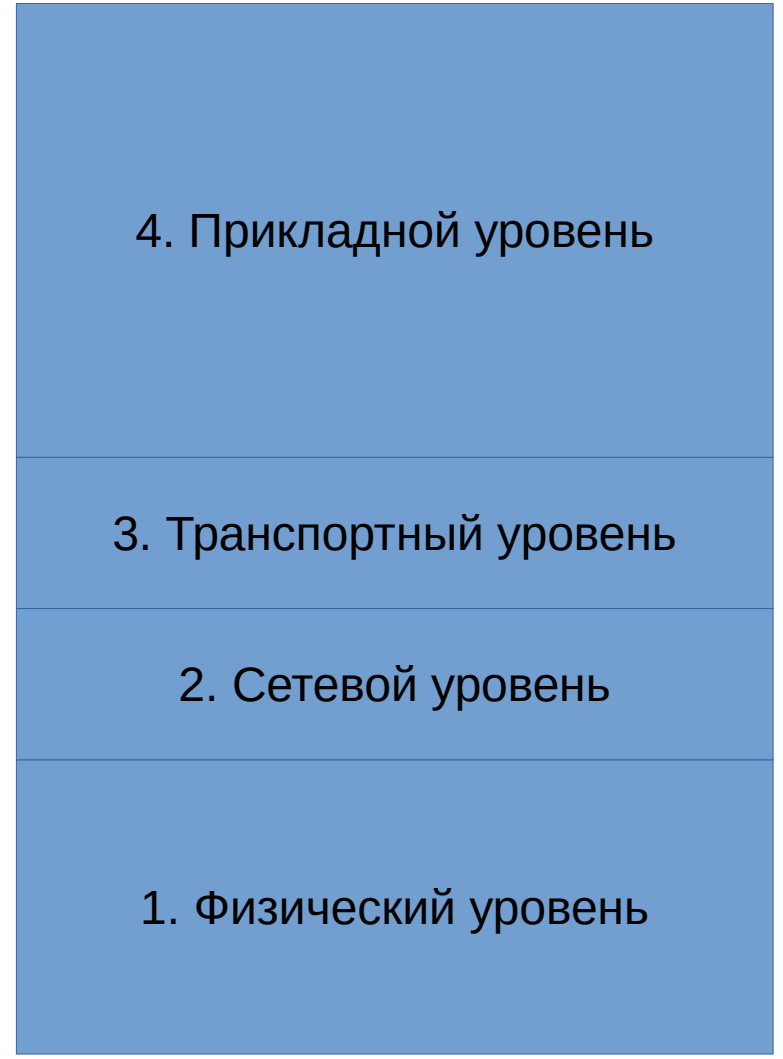 4. Прикладной уровень
3. Транспортный уровень
2. Сетевой уровень
1. Физический уровень